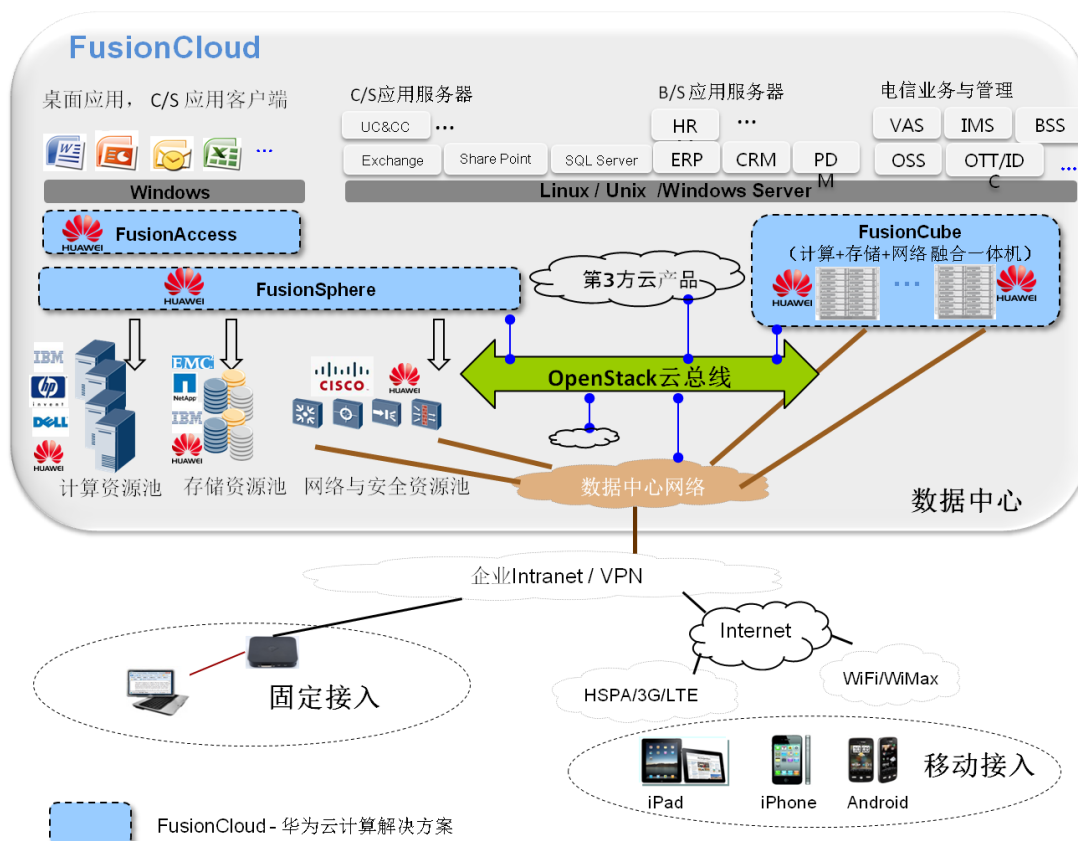 FusionCloud
桌面应用， C/S 应用客户端
C/S应用服务器
B/S 应用服务器
电信业务与管理
UC&CC
...
HR
...
VAS
IMS
BSS
Exchange
Share Point
SQL Server
ERP
CRM
PD
M
OSS
OTT/ID
C
...
...
Windows
Linux / Unix /Windows Server
HUAWEI
FusionAccess
HUAWEI
FusionSphere
第3方云产品
FusionCube
（计算+存储+网络 融合一体机）
HUAWEI
...
HUAWEI
IBM
hp
invent
DELL
HUAWEI
EMC²
NetApp
IBM
HUAWEI
CISCO
HUAWEI
OpenStack云总线
计算资源池
存储资源池
网络与安全资源池
数据中心网络
数据中心
企业Intranet / VPN
Internet
HSPA/3G/LTE
WiFi/WiMax
固定接入
移动接入
iPad
iPhone
Android
FusionCloud - 华为云计算解决方案